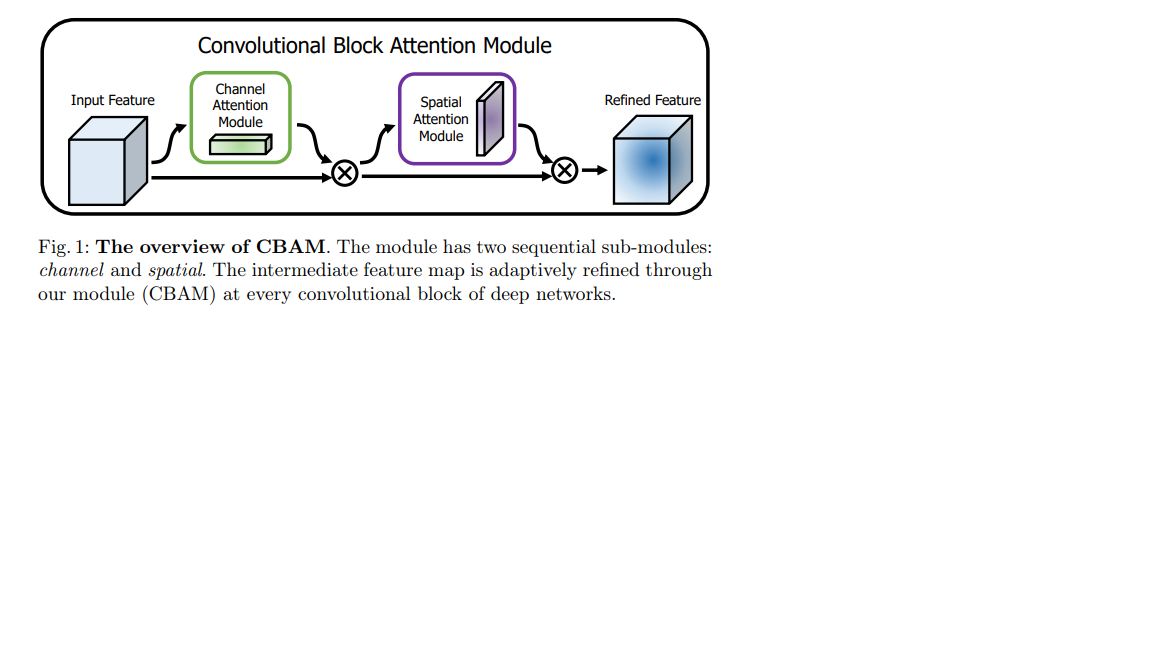 Convolutional Block Attention Module
Input Feature
Channel
Attention
Module
Spatial
Attention
Module
Refined Feature
Fig. 1: The overview of CBAM. The module has two sequential sub-modules:
channel and spatial. The intermediate feature map is adaptively refined through
our module (CBAM) at every convolutional block of deep networks.